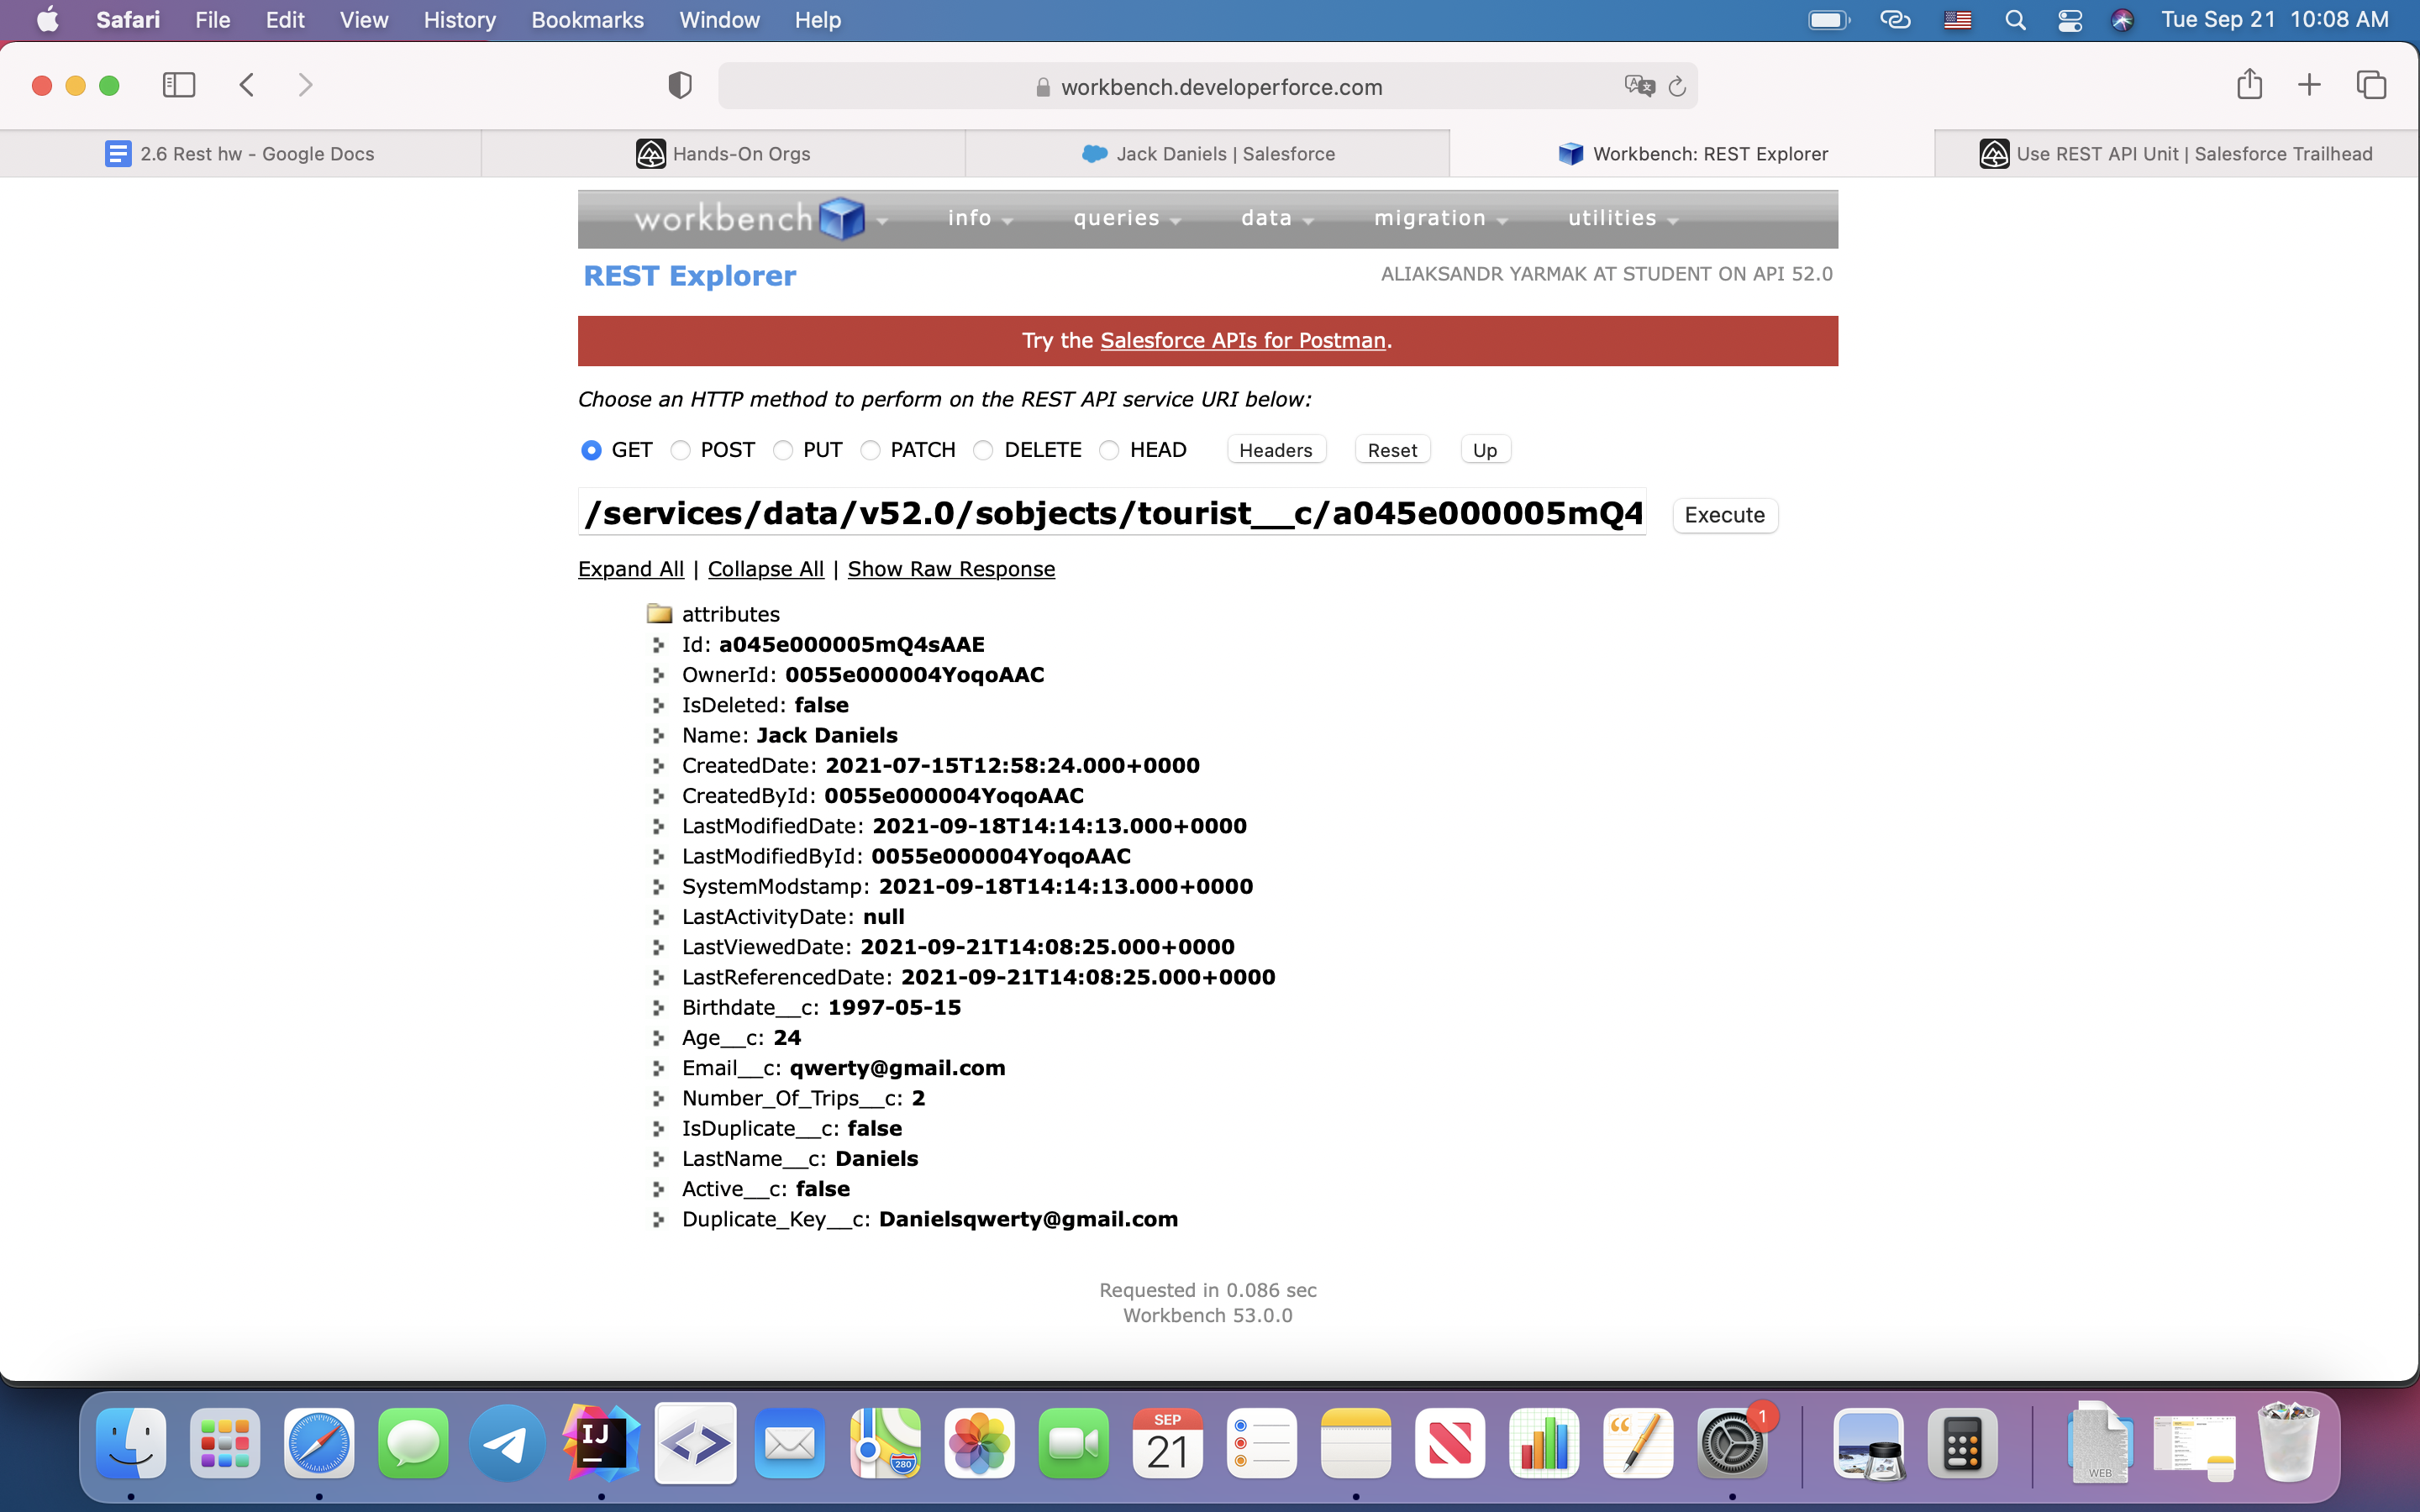 Safari File Edit View History Bookmarks Window Help Tue Sep 21 10:08 AM
workbench.developerforce.com
2.6 Rest hw - Google Docs
Hands-On Orgs
Jack Daniels | Salesforce
Workbench: REST Explorer
Use REST API Unit | Salesforce Trailhead
workbench info queries data migration utilities
REST Explorer
ALIAKSANDR YARMAK AT STUDENT ON API 52.0
Try the Salesforce APIs for Postman.
Choose an HTTP method to perform on the REST API service URI below:
GET POST PUT PATCH DELETE HEAD Headers Reset Up
/services/data/v52.0/sobjects/tourist__c/a045e000005mQ4 Execute
Expand All | Collapse All | Show Raw Response
attributes
Id: a045e000005mQ4sAAE
OwnerId: 0055e000004YoqoAAC
IsDeleted: false
Name: Jack Daniels
CreatedDate: 2021-07-15T12:58:24.000+0000
CreatedById: 0055e000004YoqoAAC
LastModifiedDate: 2021-09-18T14:14:13.000+0000
LastModifiedById: 0055e000004YoqoAAC
SystemModstamp: 2021-09-18T14:14:13.000+0000
LastActivityDate: null
LastViewedDate: 2021-09-21T14:08:25.000+0000
LastReferencedDate: 2021-09-21T14:08:25.000+0000
Birthdate__c: 1997-05-15
Age__c: 24
Email__c: qwerty@gmail.com
Number_Of_Trips__c: 2
IsDuplicate__c: false
LastName__c: Daniels
Active__c: false
Duplicate_Key__c: Danielsqwerty@gmail.com
Requested in 0.086 sec
Workbench 53.0.0
IJ
280
SEP
21
1
WEB